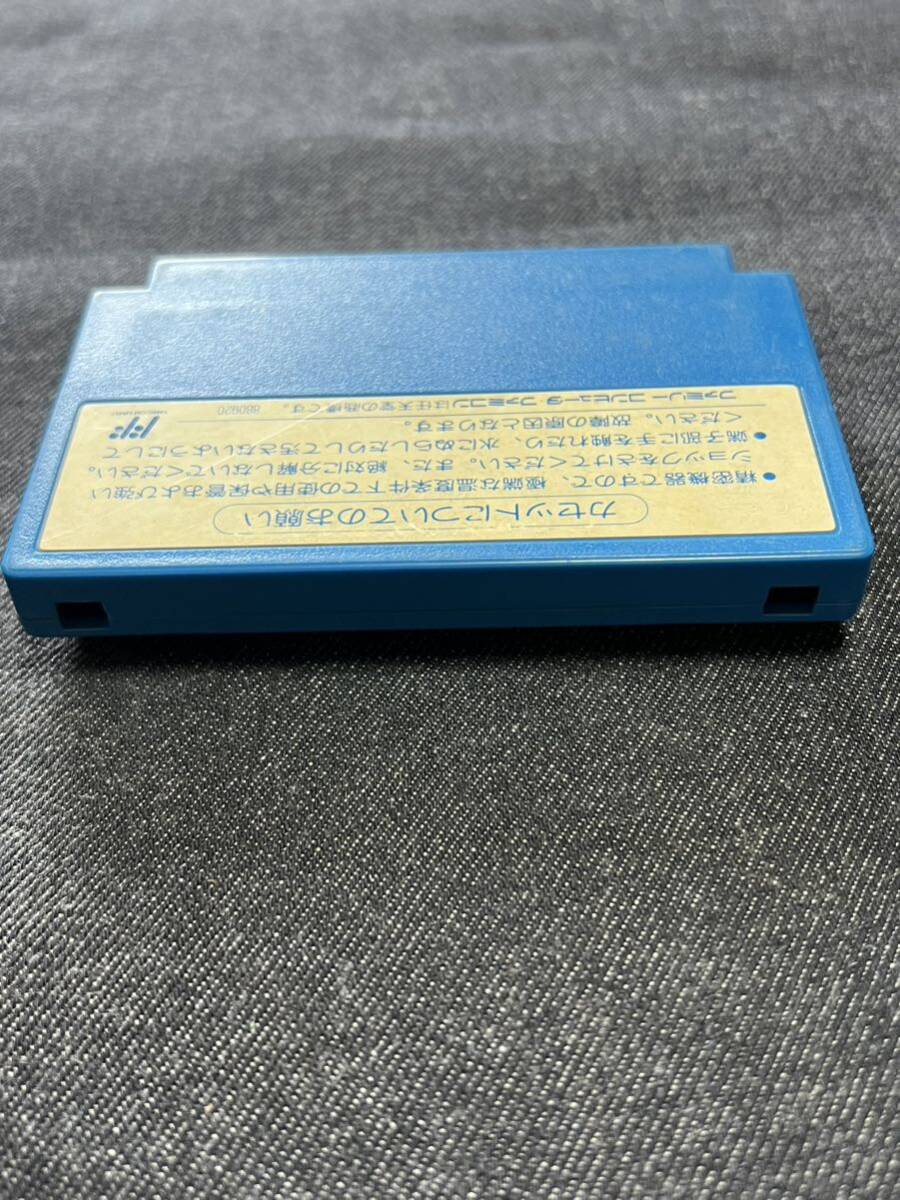 カセットについてのお願い
●精密機器ですので、極端な温度条件下での使用や保管および強い
ショックをさけてください。また、絶対に分解しないでください。
●端子部に手を触れたり、水にぬらしたりして汚さないようにして
ください。故障の原因となります。
ファミリー コンピュータ ファミコンは任天堂の商標です。 880920
FF